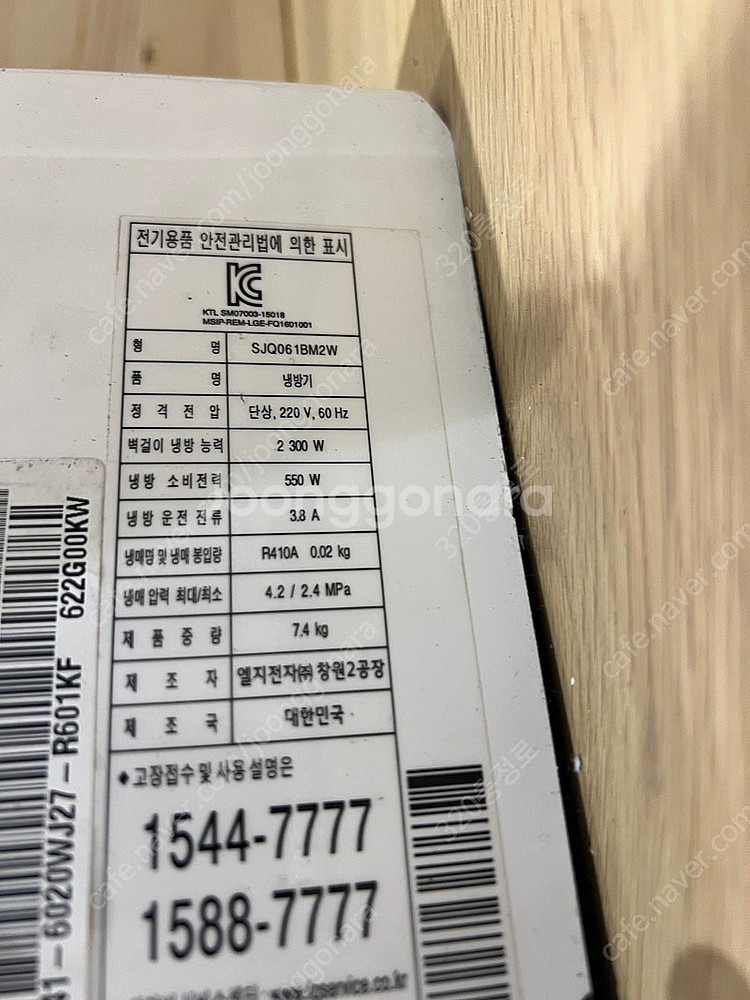 전기용품 안전관리법에 의한 표시
KC
KTL SM07003-15018
MSIP-REM-LGE-FQ1601001
형 명 SJQ061BM2W
품 명 냉방기
정 격 전 압 단상, 220 V, 60 Hz
벽걸이 냉방 능력 2 300 W
냉방 소비전력 550 W
냉방 운전 전류 3.8 A
냉매명 및 냉매 봉입량 R410A 0.02 kg
냉매 압력 최대/최소 4.2 / 2.4 MPa
제 품 중 량 7.4 kg
제 조 자 엘지전자㈜ 창원2공장
제 조 국 대한민국
◆고장접수 및 사용 설명은
1544-7777
1588-7777
622G00KW
6020WJ27-R601KF
joonggonara
cafe.naver.com/joonggonara